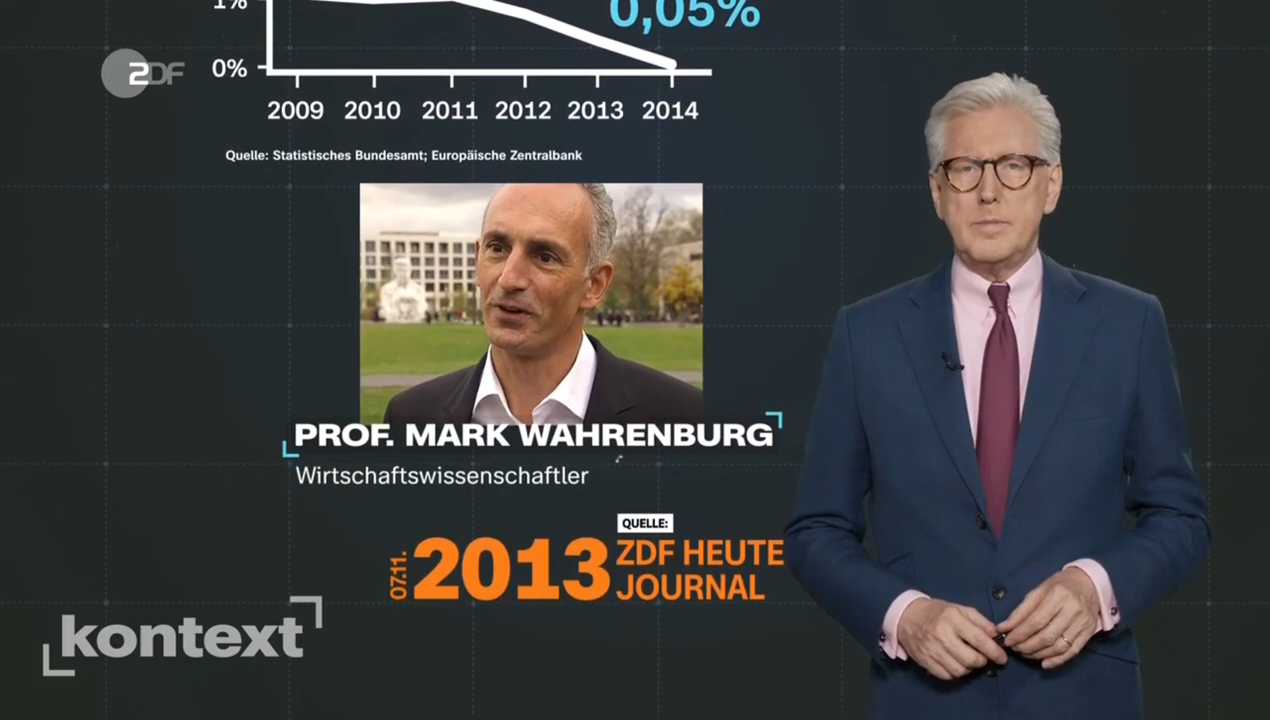 1%
0,05%
ZDF
0%
2009 2010 2011 2012 2013 2014
Quelle: Statistisches Bundesamt; Europäische Zentralbank
PROF. MARK WAHRENBURG
Wirtschaftswissenschaftler
QUELLE:
07.11. 2013 ZDF HEUTE
JOURNAL
kontext